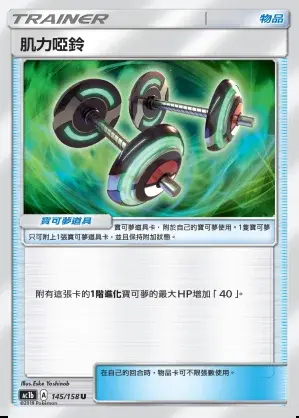 TRAINER 物品
肌力啞鈴
寶可夢道具
寶可夢道具卡，附於自己的寶可夢使用。1隻寶可夢
只可附上1張寶可夢道具卡，並且保持附加狀態。
附有這張卡的1階進化寶可夢的最大HP增加「40」。
Illus.Eske Yoshinob
AC1b A 145/158 U
©2019 Pokémon
在自己的回合時，物品卡可不限張數使用。